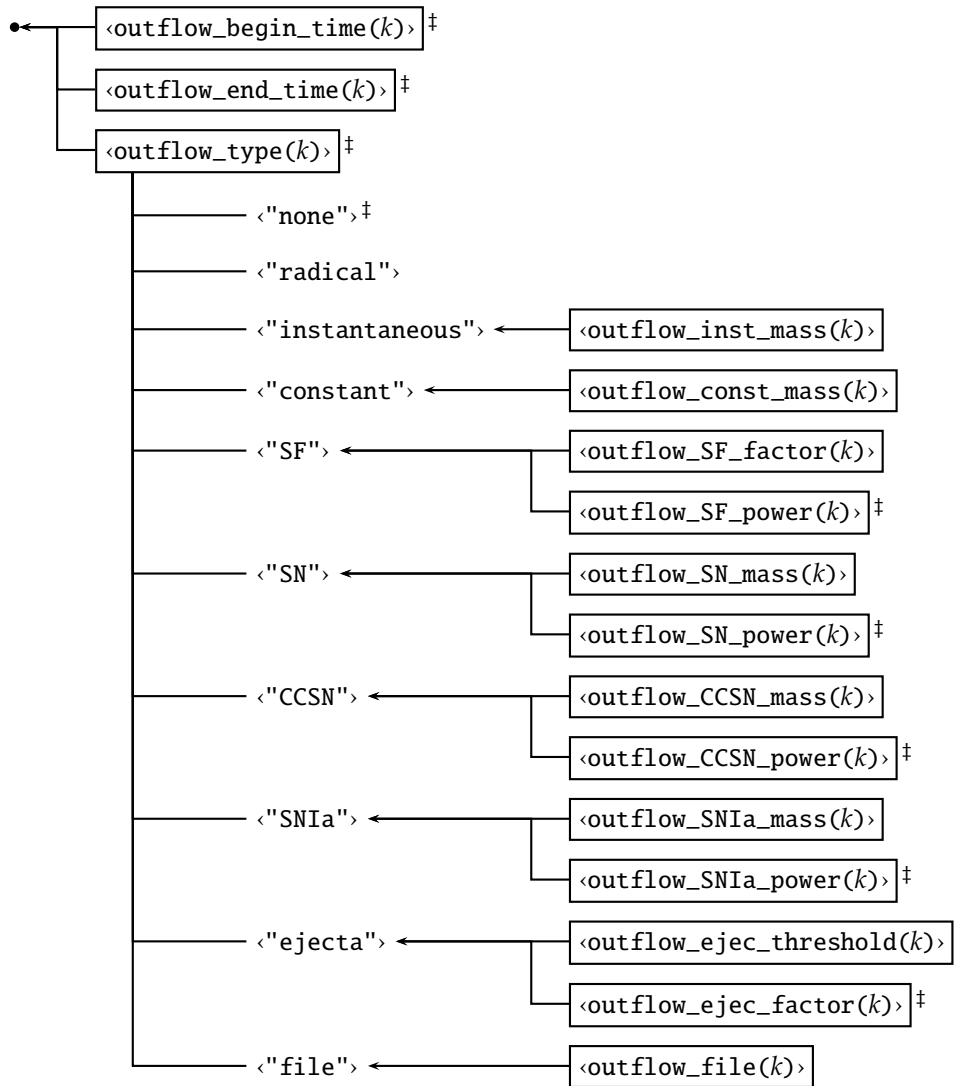 ‹outflow_begin_time(k)›‡
‹outflow_end_time(k)›‡
‹outflow_type(k)›‡
‹"none"›‡
‹"radical"›
‹"instantaneous"› ‹outflow_inst_mass(k)›
‹"constant"› ‹outflow_const_mass(k)›
‹"SF"› ‹outflow_SF_factor(k)›
‹outflow_SF_power(k)›‡
‹"SN"› ‹outflow_SN_mass(k)›
‹outflow_SN_power(k)›‡
‹"CCSN"› ‹outflow_CCSN_mass(k)›
‹outflow_CCSN_power(k)›‡
‹"SNIa"› ‹outflow_SNIa_mass(k)›
‹outflow_SNIa_power(k)›‡
‹"ejecta"› ‹outflow_ejec_threshold(k)›
‹outflow_ejec_factor(k)›‡
‹"file"› ‹outflow_file(k)›